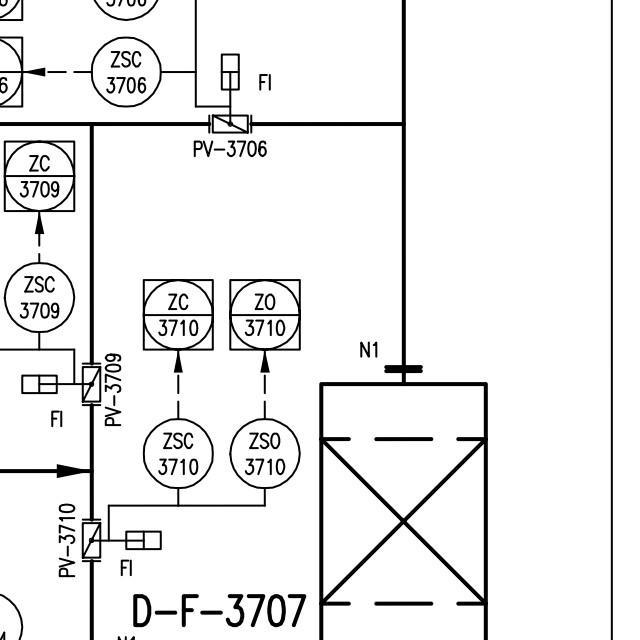 3706
ZSC
3706
6
FI
PV-3706
ZC
3709
ZSC
3709
ZC
3710
ZO
3710
N1
PV-3709
FI
ZSC
3710
ZSO
3710
PV-3710
FI
D-F-3707
N1